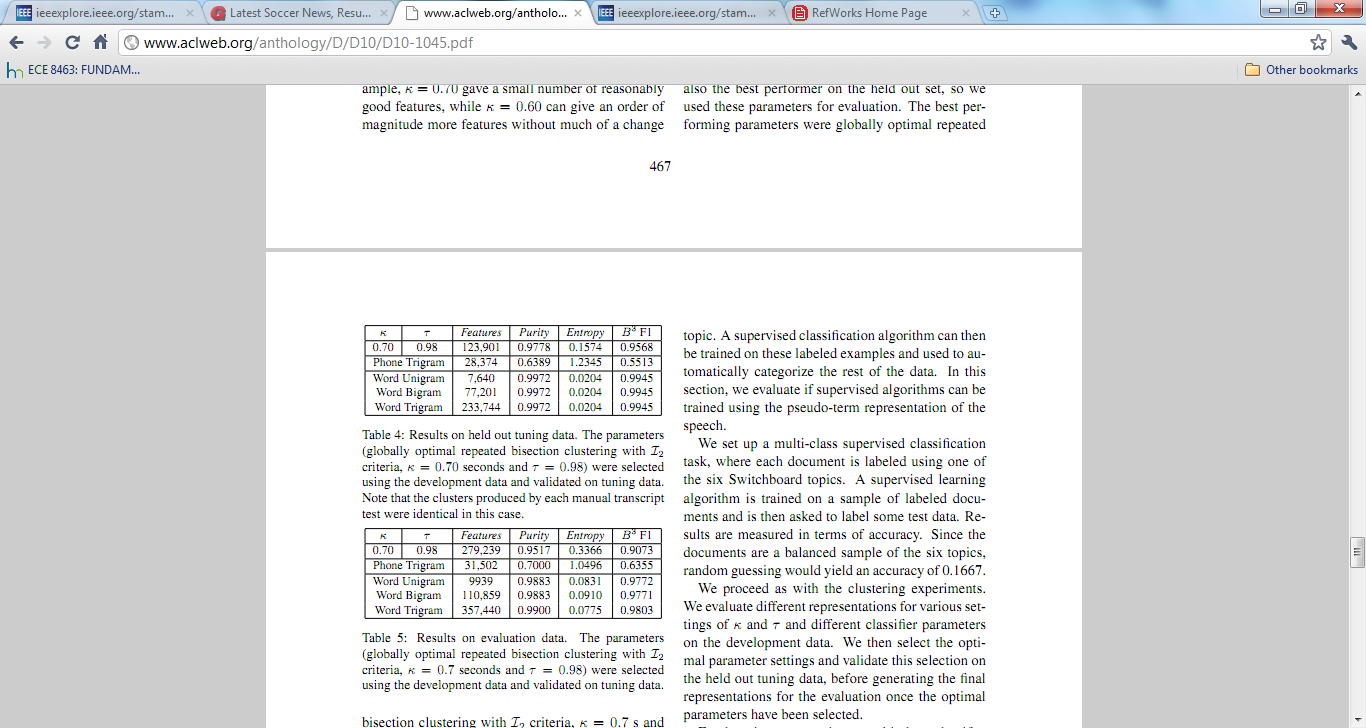 ieeexplore.ieee.org/stam...
Latest Soccer News, Resu...
www.aclweb.org/antholo...
ieeexplore.ieee.org/stam...
RefWorks Home Page
www.aclweb.org/anthology/D/D10/D10-1045.pdf
ECE 8463: FUNDAM...
Other bookmarks
ample, κ = 0.70 gave a small number of reasonably
good features, while κ = 0.60 can give an order of
magnitude more features without much of a change
also the best performer on the held out set, so we
used these parameters for evaluation. The best per-
forming parameters were globally optimal repeated
467
κ τ Features Purity Entropy B³ F1
0.70 0.98 123,901 0.9778 0.1574 0.9568
Phone Trigram 28,374 0.6389 1.2345 0.5513
Word Unigram 7,640 0.9972 0.0204 0.9945
Word Bigram 77,201 0.9972 0.0204 0.9945
Word Trigram 233,744 0.9972 0.0204 0.9945
Table 4: Results on held out tuning data. The parameters
(globally optimal repeated bisection clustering with I₂
criteria, κ = 0.70 seconds and τ = 0.98) were selected
using the development data and validated on tuning data.
Note that the clusters produced by each manual transcript
test were identical in this case.
κ τ Features Purity Entropy B³ F1
0.70 0.98 279,239 0.9517 0.3366 0.9073
Phone Trigram 31,502 0.7000 1.0496 0.6355
Word Unigram 9939 0.9883 0.0831 0.9772
Word Bigram 110,859 0.9883 0.0910 0.9771
Word Trigram 357,440 0.9900 0.0775 0.9803
Table 5: Results on evaluation data. The parameters
(globally optimal repeated bisection clustering with I₂
criteria, κ = 0.7 seconds and τ = 0.98) were selected
using the development data and validated on tuning data.
bisection clustering with I₂ criteria, κ = 0.7 s and
topic. A supervised classification algorithm can then
be trained on these labeled examples and used to au-
tomatically categorize the rest of the data. In this
section, we evaluate if supervised algorithms can be
trained using the pseudo-term representation of the
speech.
We set up a multi-class supervised classification
task, where each document is labeled using one of
the six Switchboard topics. A supervised learning
algorithm is trained on a sample of labeled docu-
ments and is then asked to label some test data. Re-
sults are measured in terms of accuracy. Since the
documents are a balanced sample of the six topics,
random guessing would yield an accuracy of 0.1667.
We proceed as with the clustering experiments.
We evaluate different representations for various set-
tings of κ and τ and different classifier parameters
on the development data. We then select the opti-
mal parameter settings and validate this selection on
the held out tuning data, before generating the final
representations for the evaluation once the optimal
parameters have been selected.